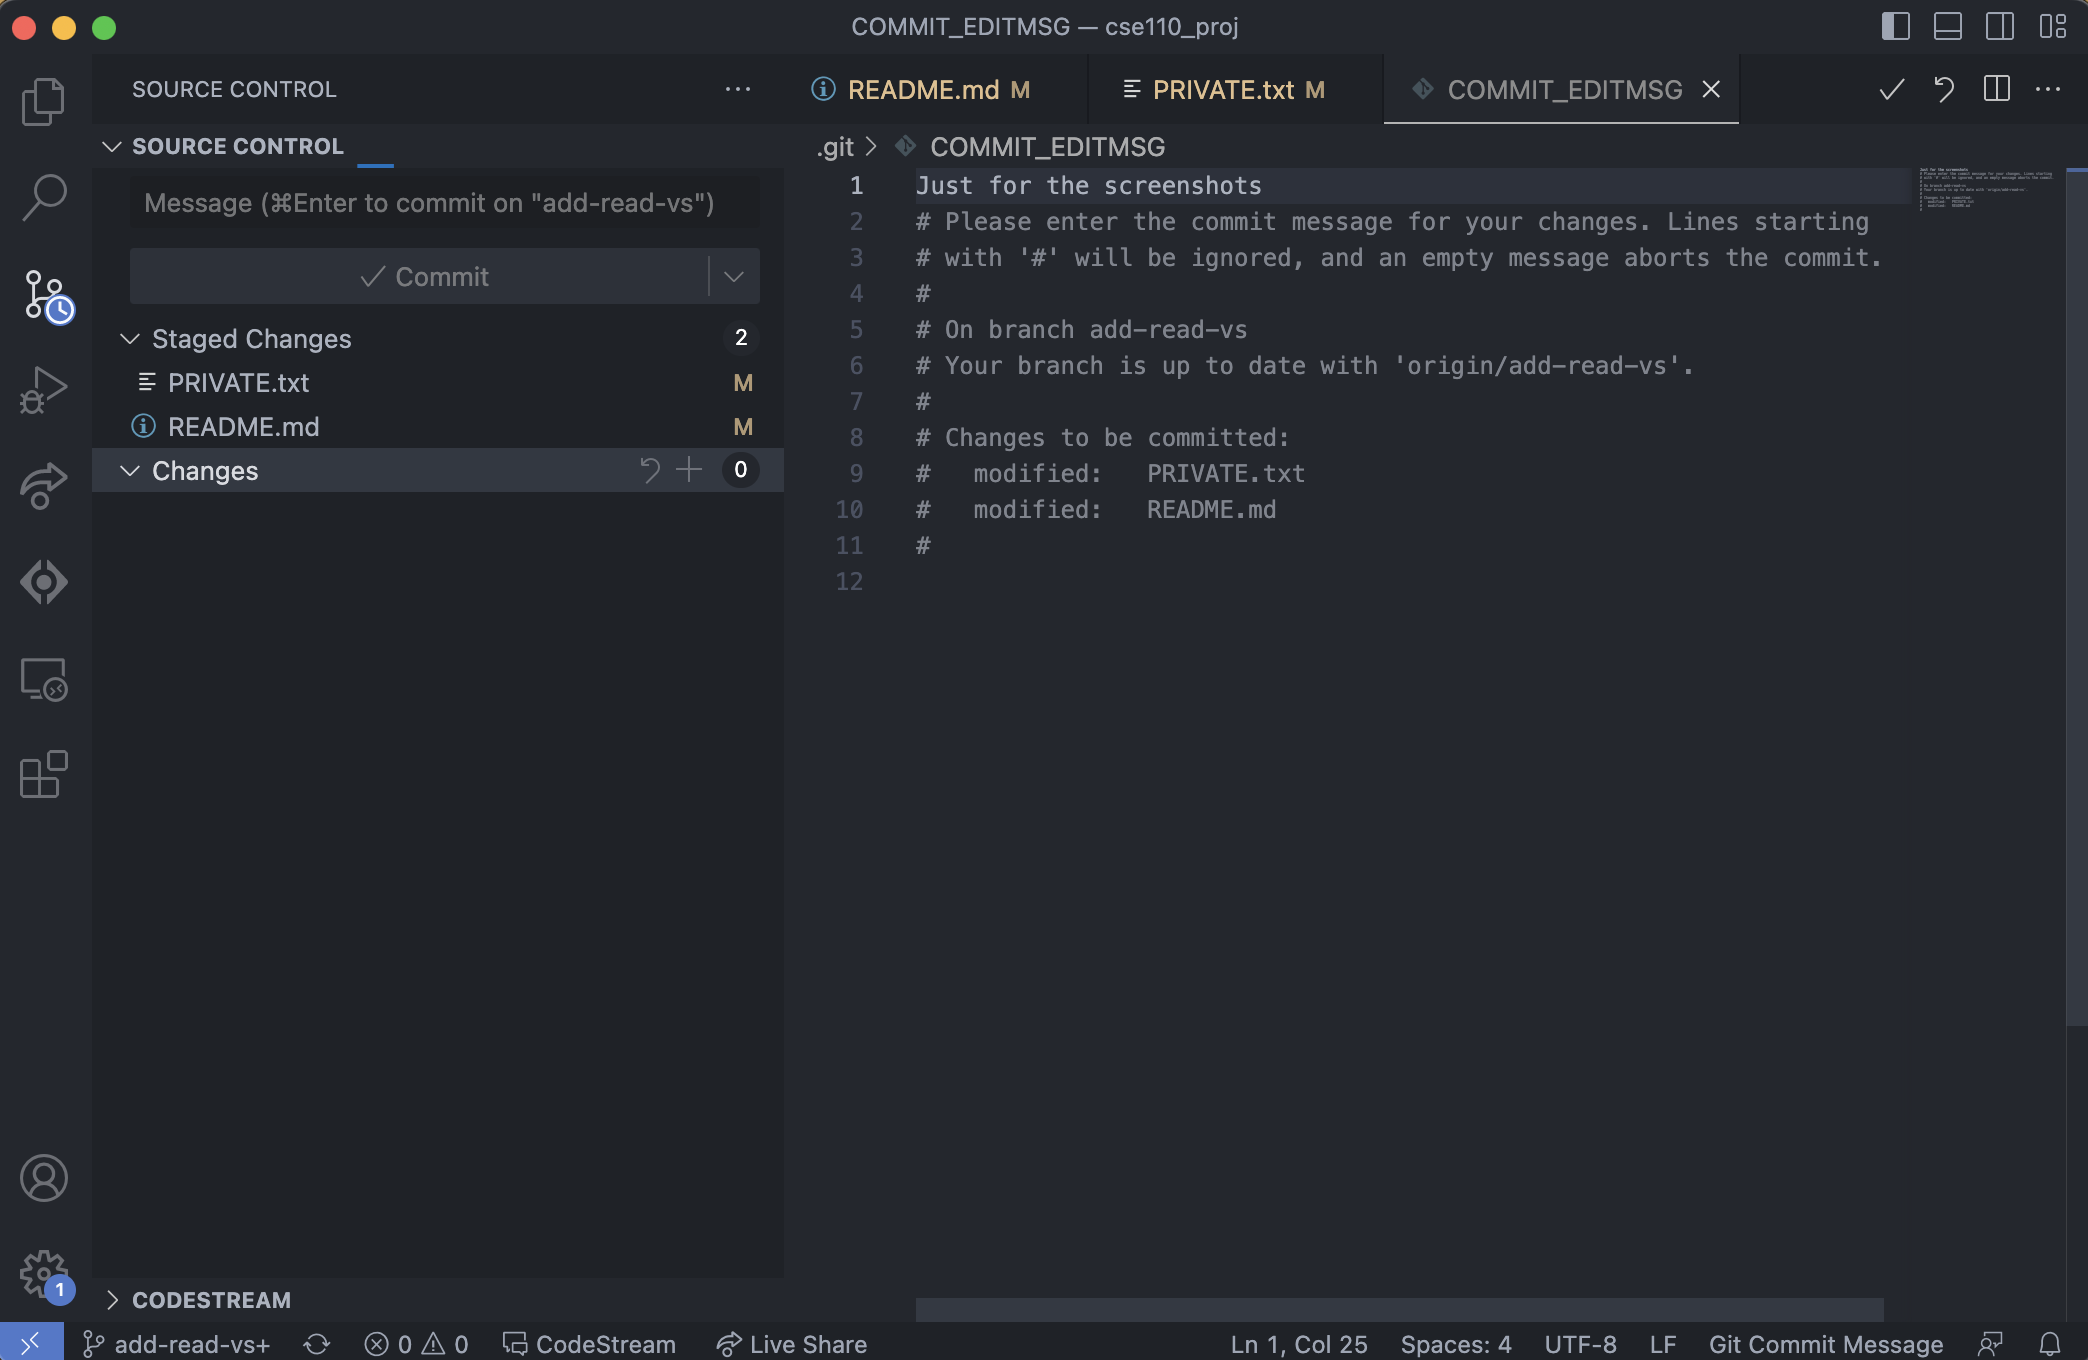 COMMIT_EDITMSG — cse110_proj
SOURCE CONTROL
README.md M
PRIVATE.txt M
COMMIT_EDITMSG
SOURCE CONTROL
.git > COMMIT_EDITMSG
Message (⌘Enter to commit on "add-read-vs")
Commit
Staged Changes 2
PRIVATE.txt M
README.md M
Changes 0
1 Just for the screenshots
2 # Please enter the commit message for your changes. Lines starting
3 # with '#' will be ignored, and an empty message aborts the commit.
4 #
5 # On branch add-read-vs
6 # Your branch is up to date with 'origin/add-read-vs'.
7 #
8 # Changes to be committed:
9 #   modified:   PRIVATE.txt
10 #   modified:   README.md
11 #
12
1
CODESTREAM
add-read-vs+ 0 0 CodeStream Live Share Ln 1, Col 25 Spaces: 4 UTF-8 LF Git Commit Message